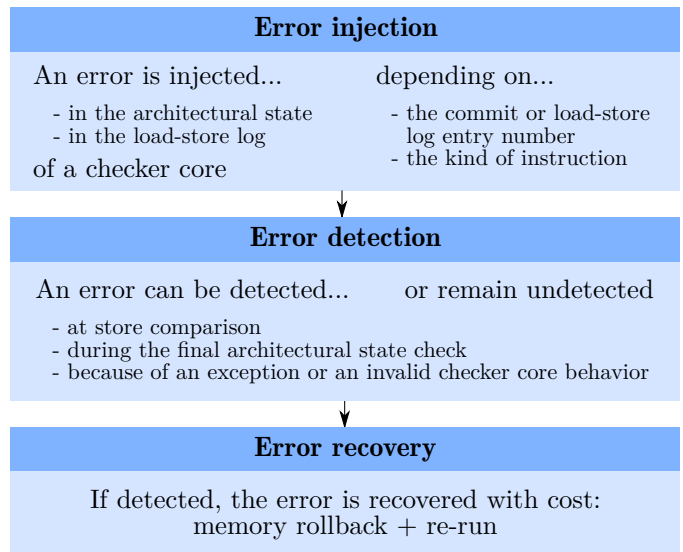 Error injection
An error is injected...
- in the architectural state
- in the load-store log
of a checker core
depending on...
- the commit or load-store
log entry number
- the kind of instruction
Error detection
An error can be detected...
or remain undetected
- at store comparison
- during the final architectural state check
- because of an exception or an invalid checker core behavior
Error recovery
If detected, the error is recovered with cost:
memory rollback + re-run